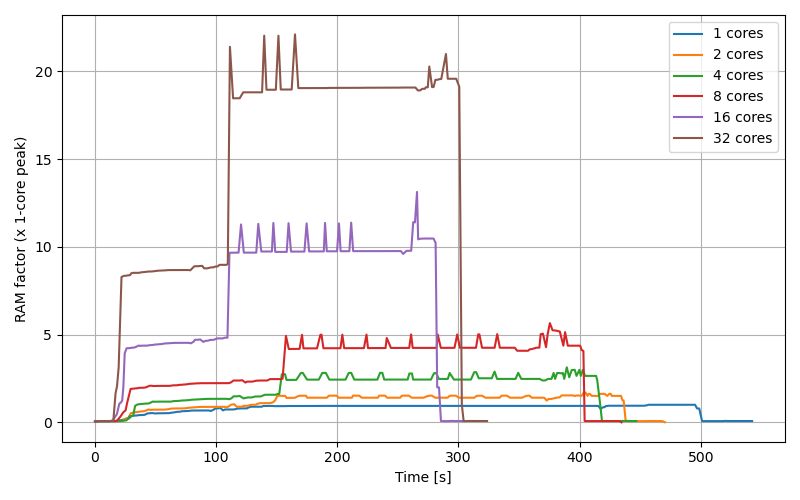 1 cores
2 cores
4 cores
8 cores
16 cores
32 cores
RAM factor (x 1-core peak)
20
15
10
5
0
0 100 200 300 400 500
Time [s]